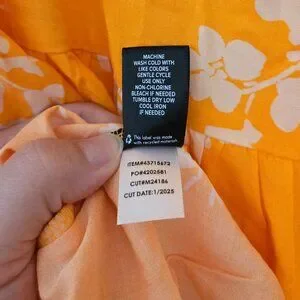 MACHINE
WASH COLD WITH
LIKE COLORS
GENTLE CYCLE
USE ONLY
NON-CHLORINE
BLEACH IF NEEDED
TUMBLE DRY LOW
COOL IRON
IF NEEDED
This label was made
with recycled materials.
ITEM#43715672
PO#4202581
CUT#M24186
CUT DATE:1/2025